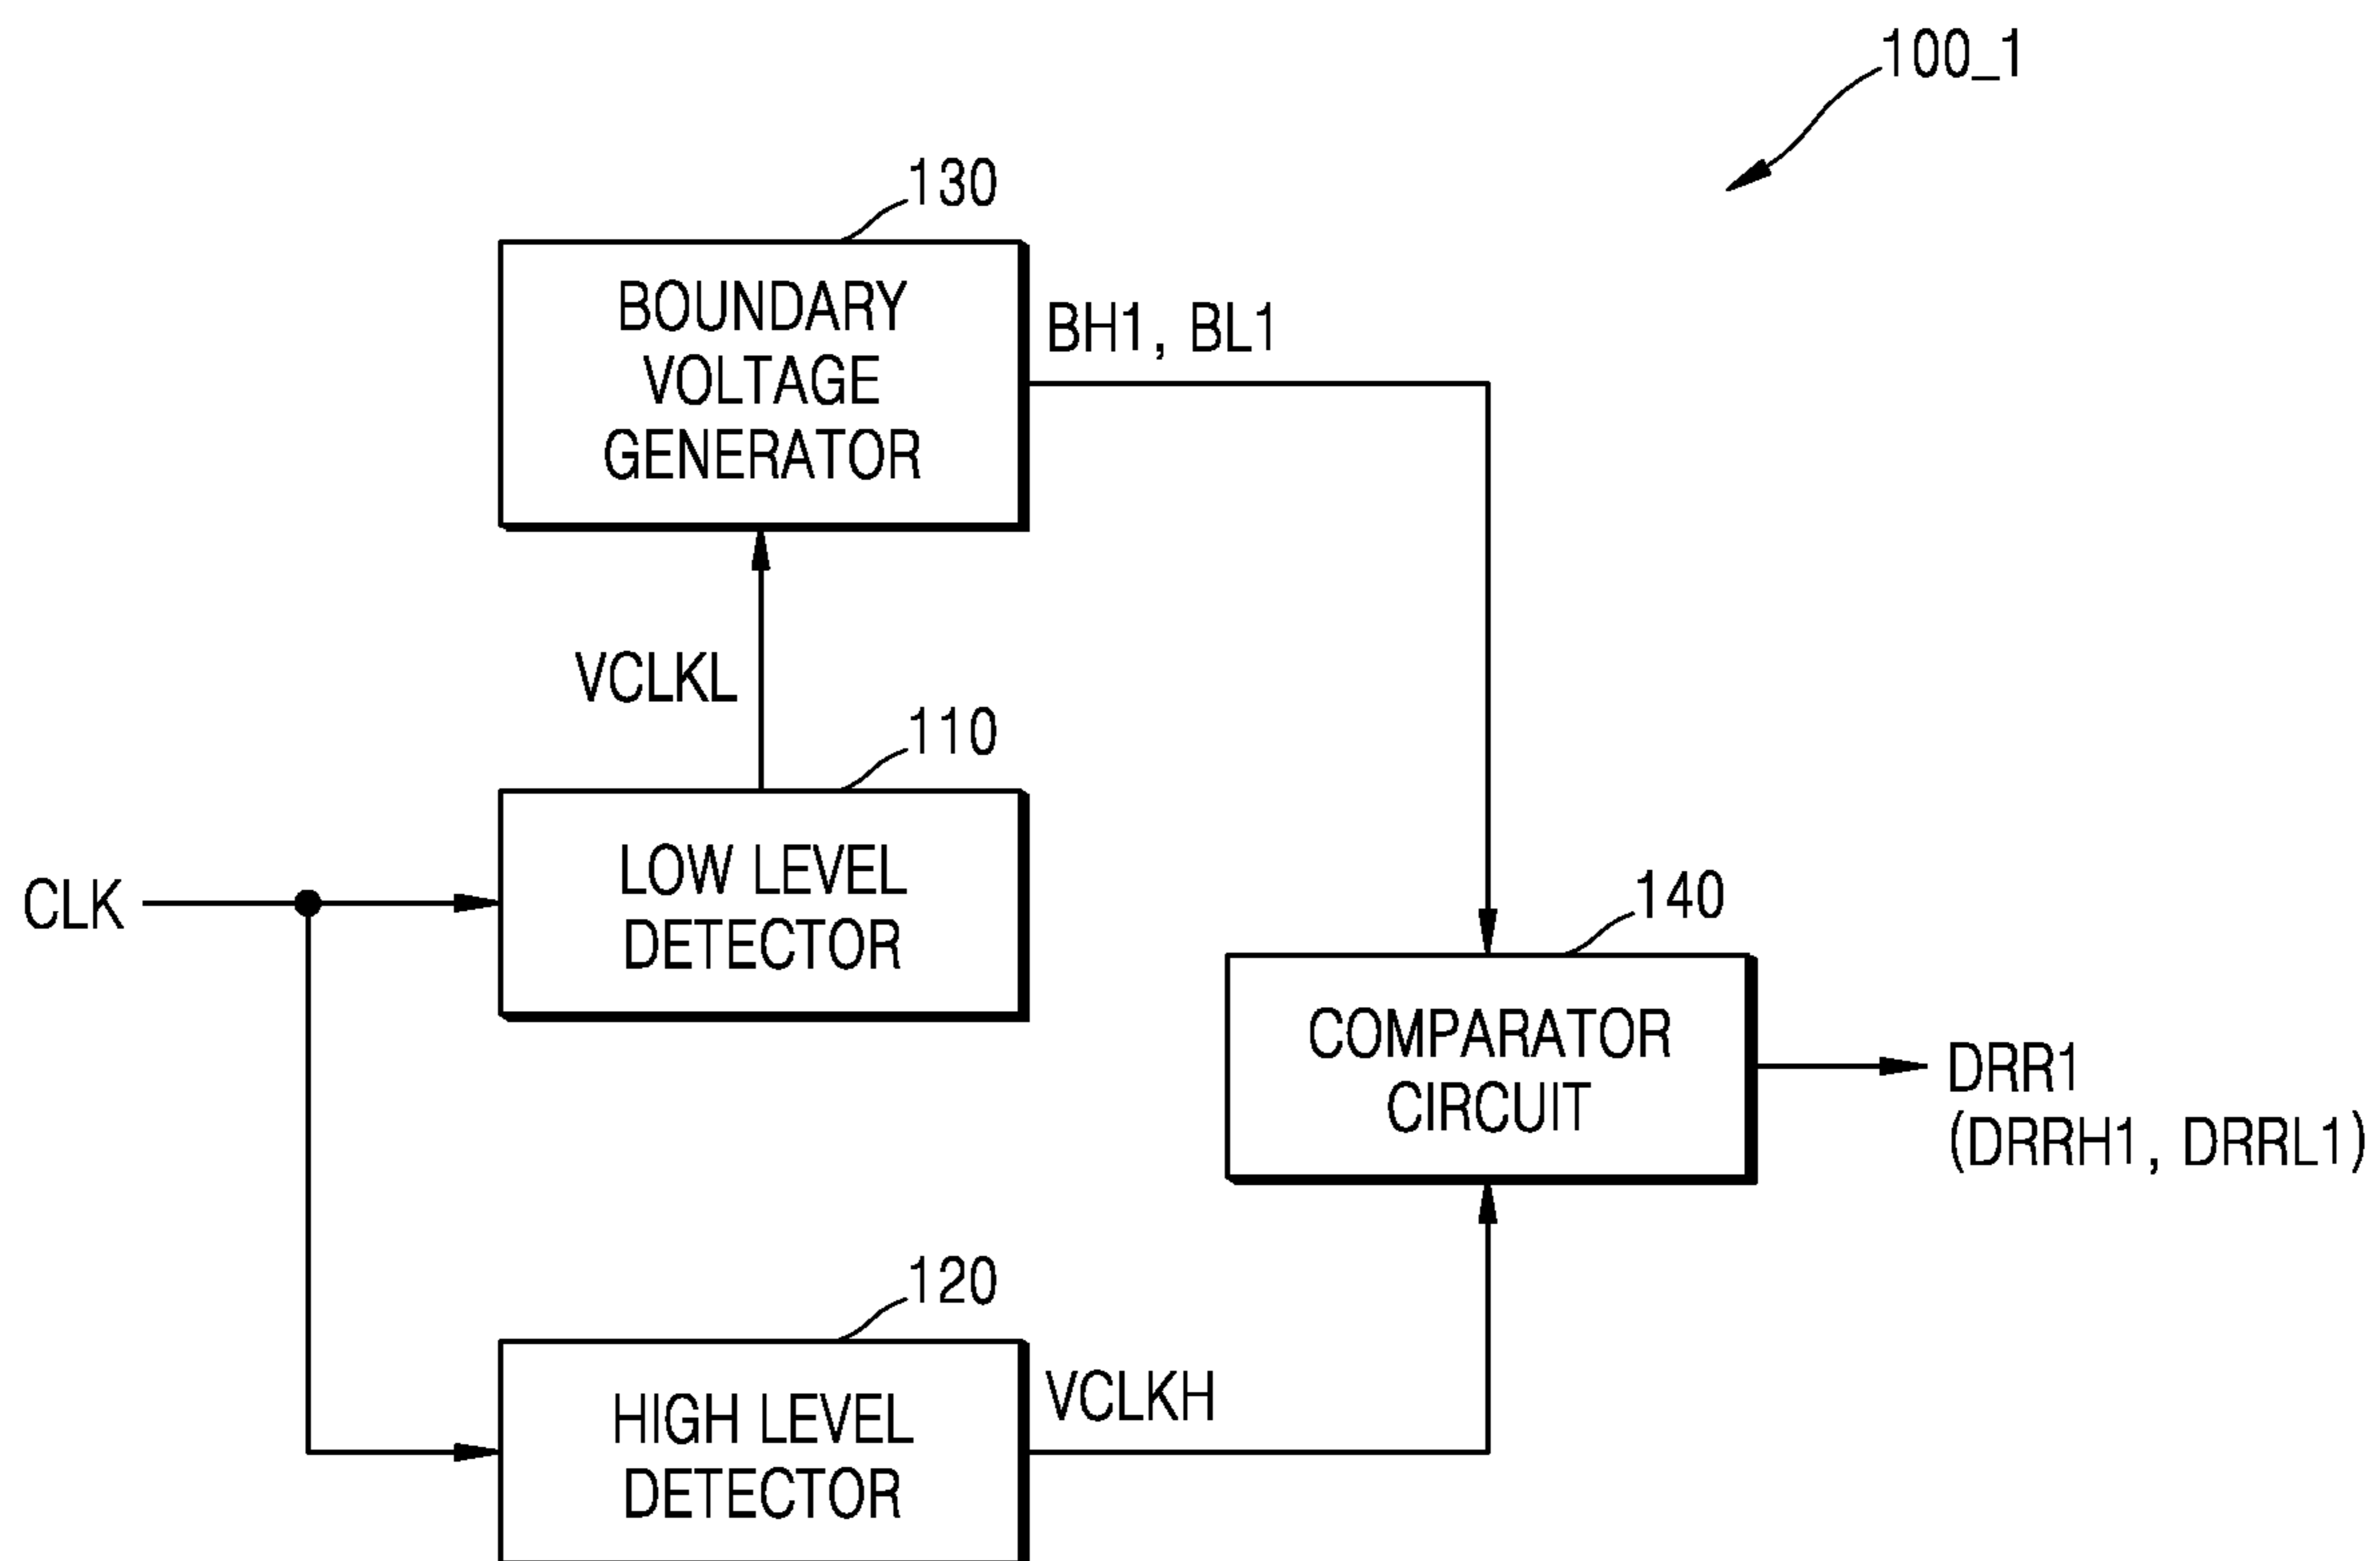 100_1
130
BOUNDARY
VOLTAGE
GENERATOR
BH1, BL1
VCLKL
110
LOW LEVEL
DETECTOR
CLK
140
COMPARATOR
CIRCUIT
DRR1
(DRRH1, DRRL1)
120
HIGH LEVEL
DETECTOR
VCLKH